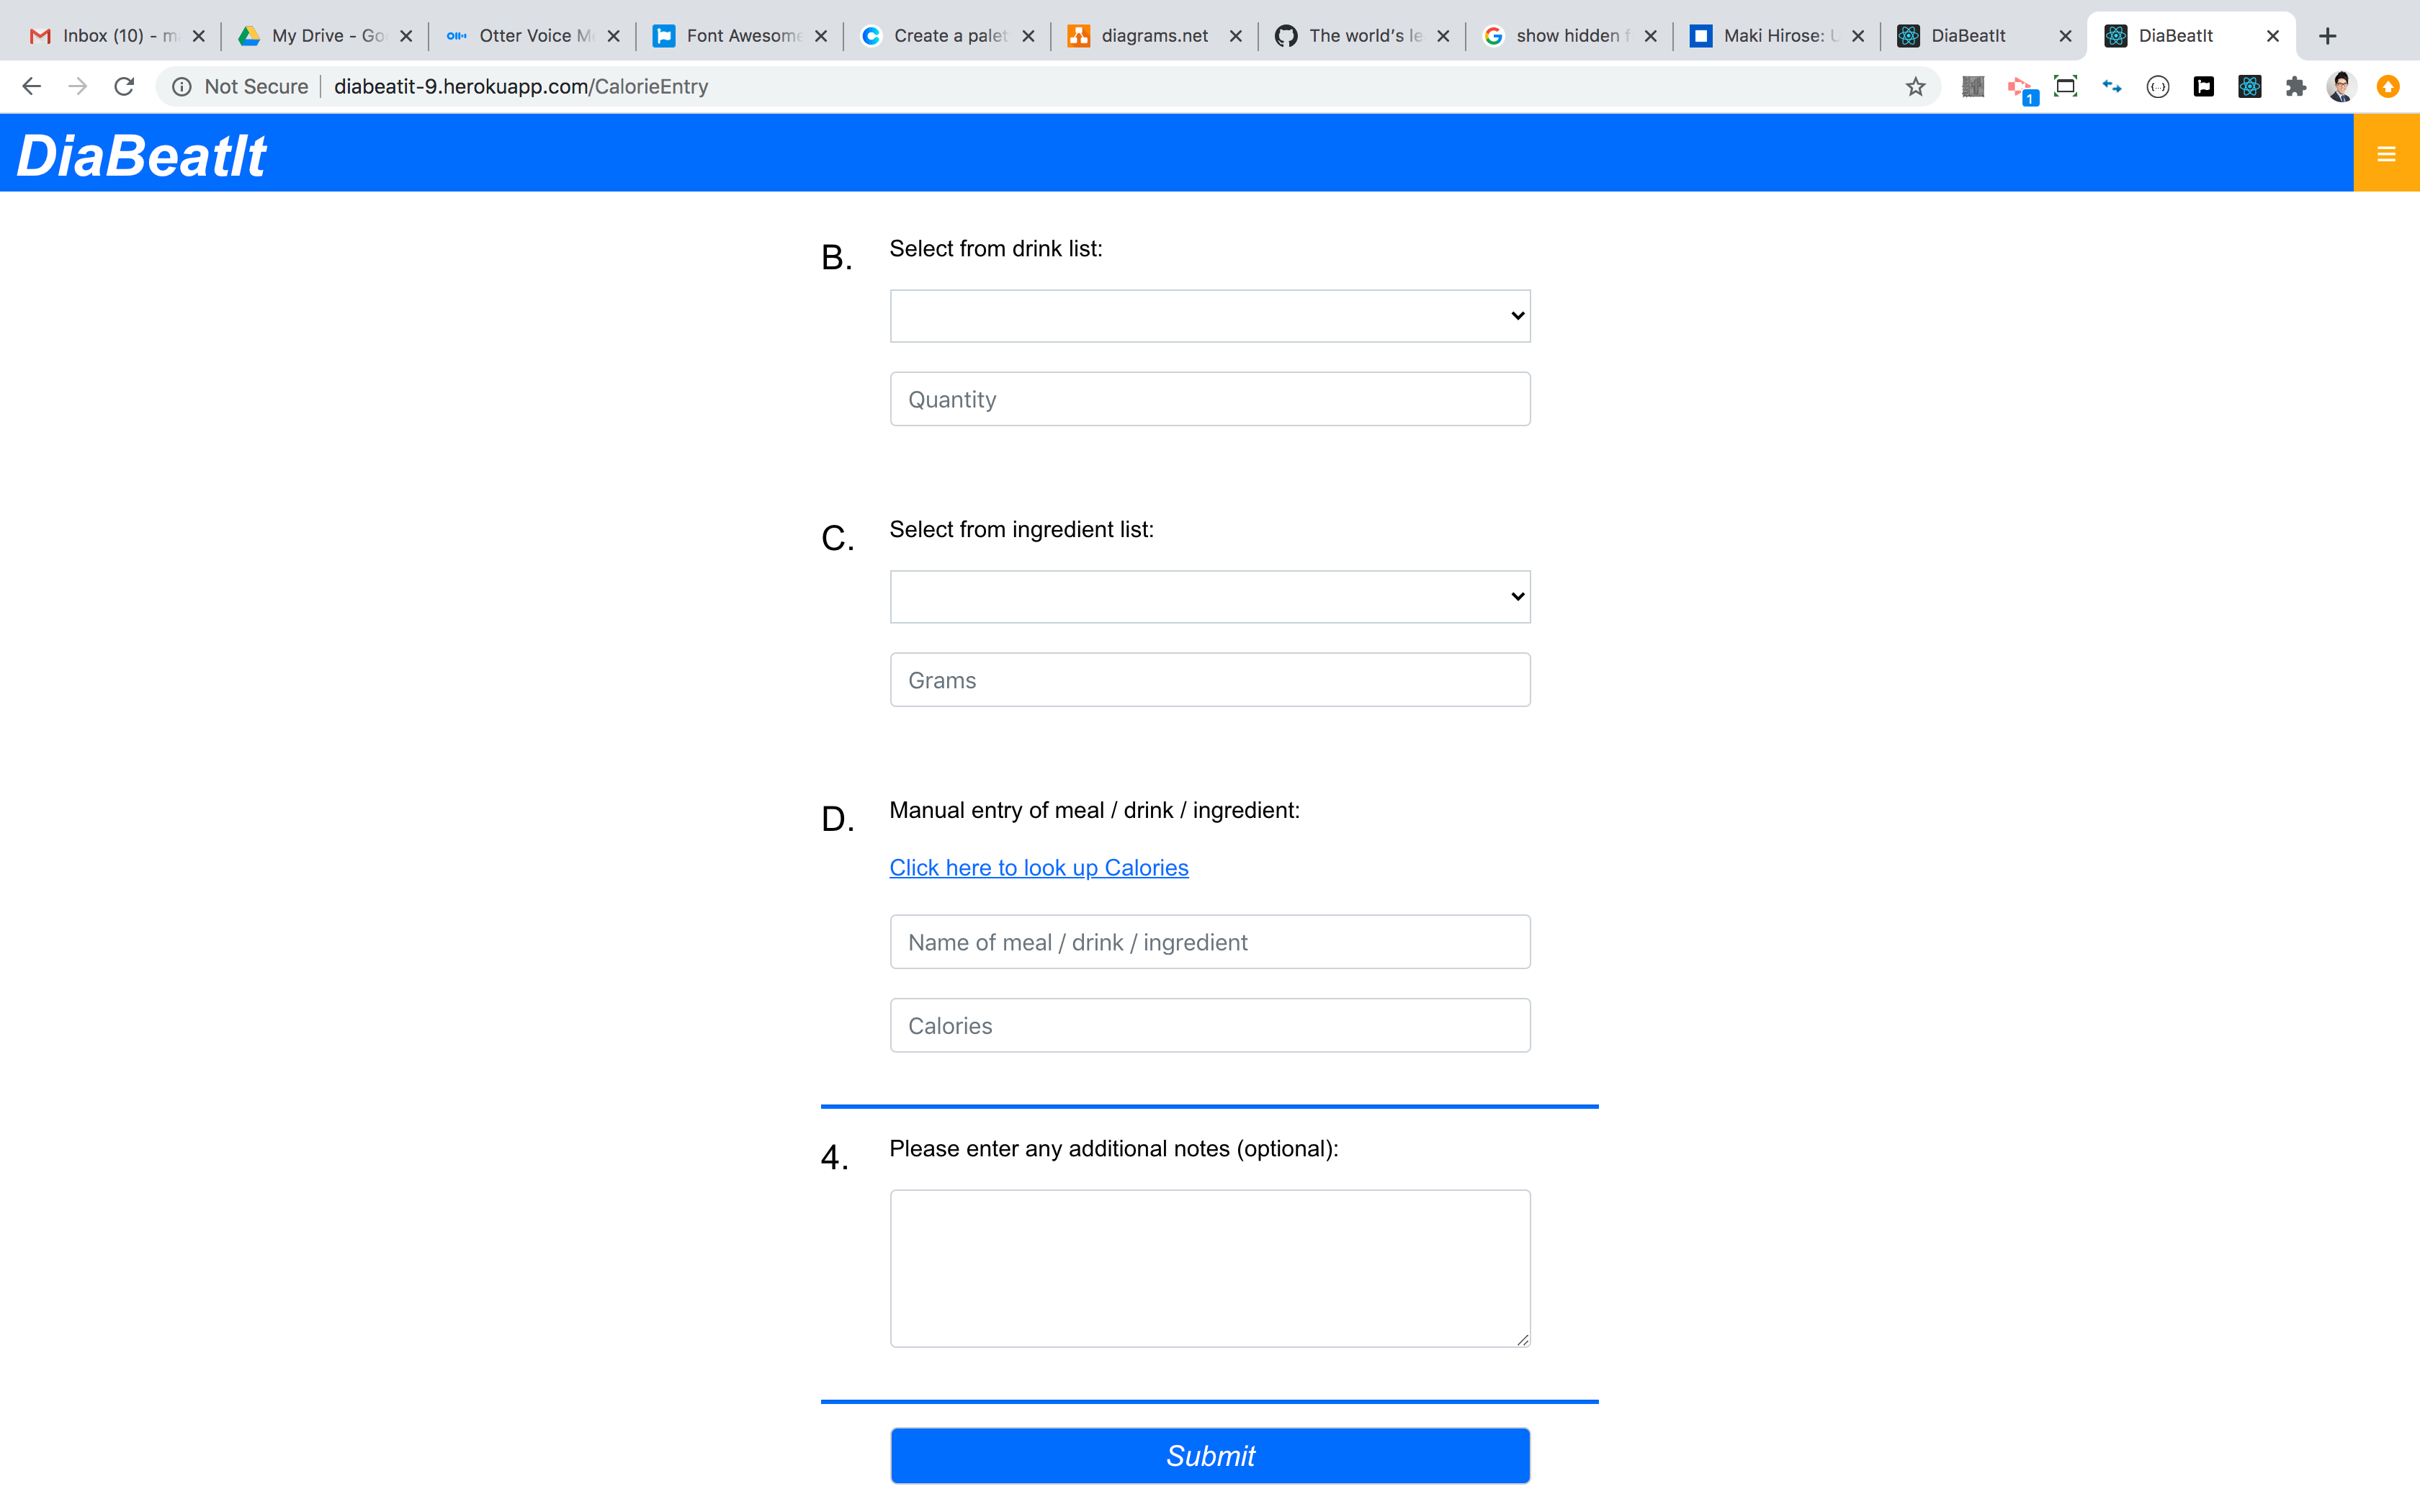 Inbox (10) - m
My Drive - Go
Otter Voice M
Font Awesome
Create a palet
diagrams.net
The world's le
show hidden f
Maki Hirose: U
DiaBeatIt
DiaBeatIt
Not Secure | diabeatit-9.herokuapp.com/CalorieEntry
1
DiaBeatIt
B. Select from drink list:
Quantity
C. Select from ingredient list:
Grams
D. Manual entry of meal / drink / ingredient:
Click here to look up Calories
Name of meal / drink / ingredient
Calories
4. Please enter any additional notes (optional):
Submit